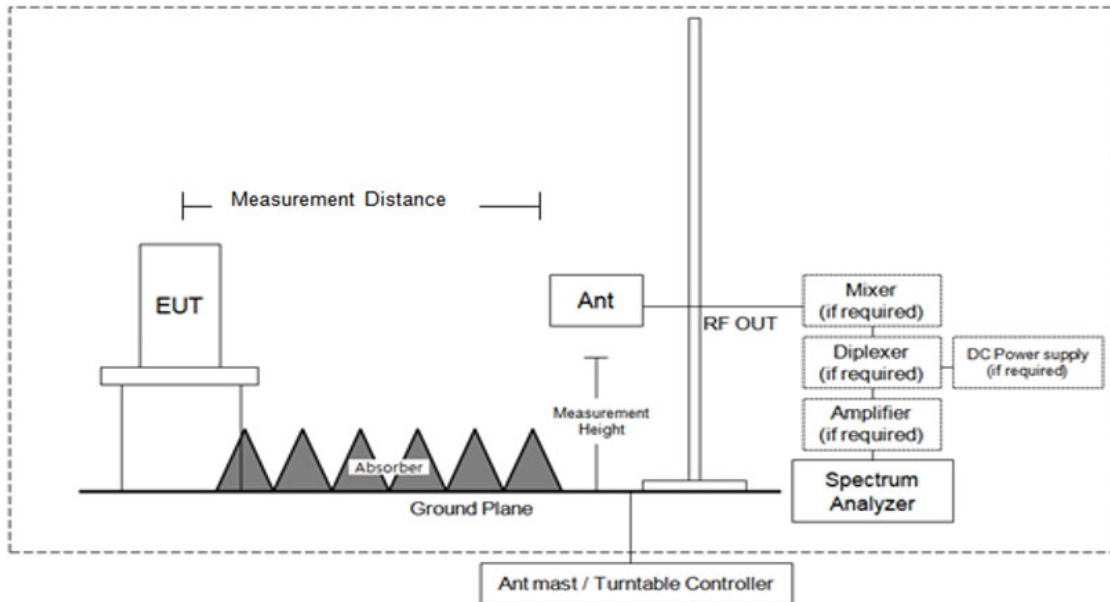 Measurement Distance
EUT
Ant
RF OUT
Mixer
(if required)
Diplexer
(if required)
DC Power supply
(if required)
Measurement
Height
Amplifier
(if required)
Absorber
Spectrum
Analyzer
Ground Plane
Ant mast / Turntable Controller